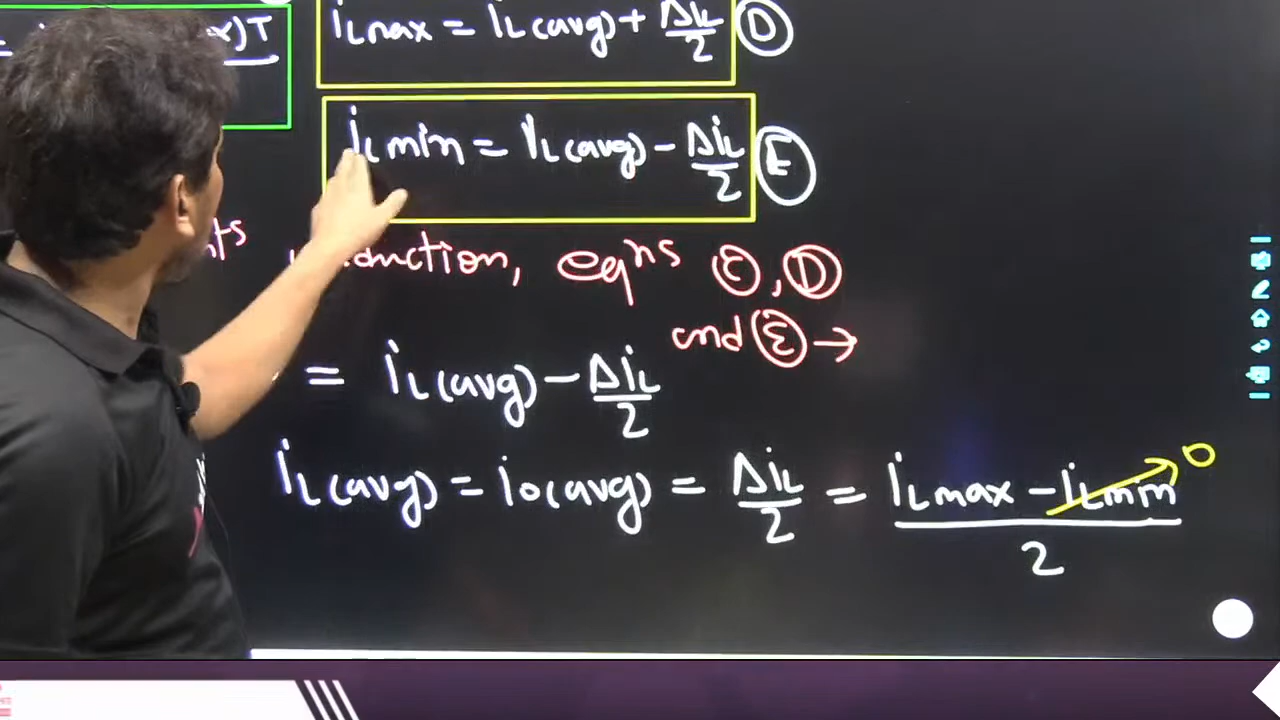 x)T
iLmax = iL(avg) + ΔiL/2 (D)
iLmin = iL(avg) - ΔiL/2 (E)
eqns (C), (D)
and (E) →
= iL(avg) - ΔiL/2
iL(avg) = io(avg) = ΔiL/2 = (iLmax - iLmin)/2 0